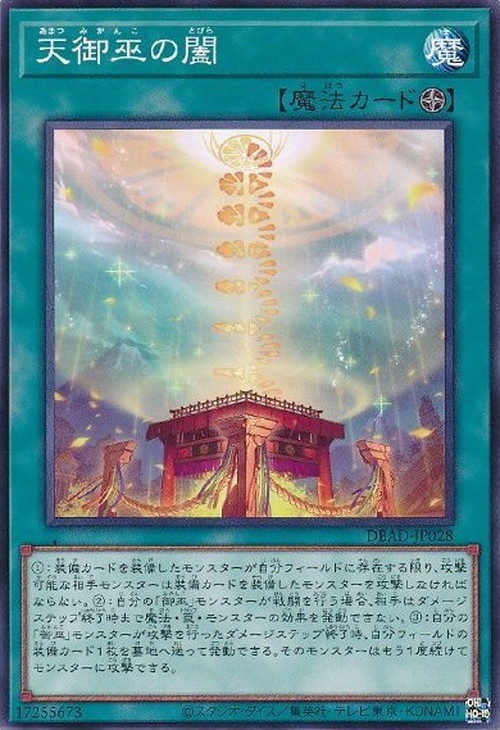 あまつみかんこ とびら
天御巫の闔
魔
【魔法カード】
DBAD-JP028
①：装備カードを装備したモンスターが自分フィールドに存在する限り、攻撃
可能な相手モンスターは装備カードを装備したモンスターを攻撃しなければ
ならない。②：自分の「御巫」モンスターが戦闘を行う場合、相手はダメージ
ステップ終了時まで魔法・罠・モンスターの効果を発動できない。③：自分の
「御巫」モンスターが攻撃を行ったダメージステップ終了時、自分フィールドの
装備カード１枚を墓地へ送って発動できる。そのモンスターはもう１度続けて
モンスターに攻撃できる。
17255673 ©スタジオ・ダイス/集英社・テレビ東京・KONAMI